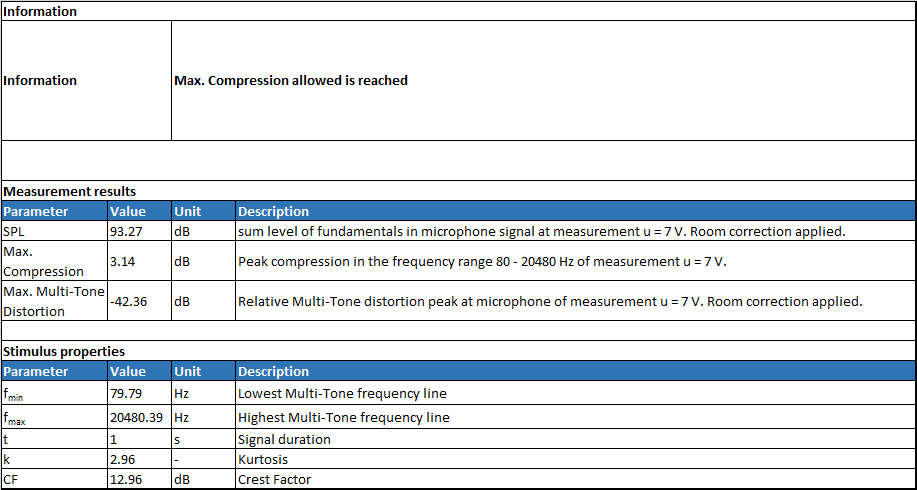 Information
Information Max. Compression allowed is reached
Measurement results
Parameter Value Unit Description
SPL 93.27 dB sum level of fundamentals in microphone signal at measurement u = 7 V. Room correction applied.
Max.
Compression 3.14 dB Peak compression in the frequency range 80 - 20480 Hz of measurement u = 7 V.
Max. Multi-Tone
Distortion -42.36 dB Relative Multi-Tone distortion peak at microphone of measurement u = 7 V. Room correction applied.
Stimulus properties
Parameter Value Unit Description
fmin 79.79 Hz Lowest Multi-Tone frequency line
fmax 20480.39 Hz Highest Multi-Tone frequency line
t 1 s Signal duration
k 2.96 - Kurtosis
CF 12.96 dB Crest Factor